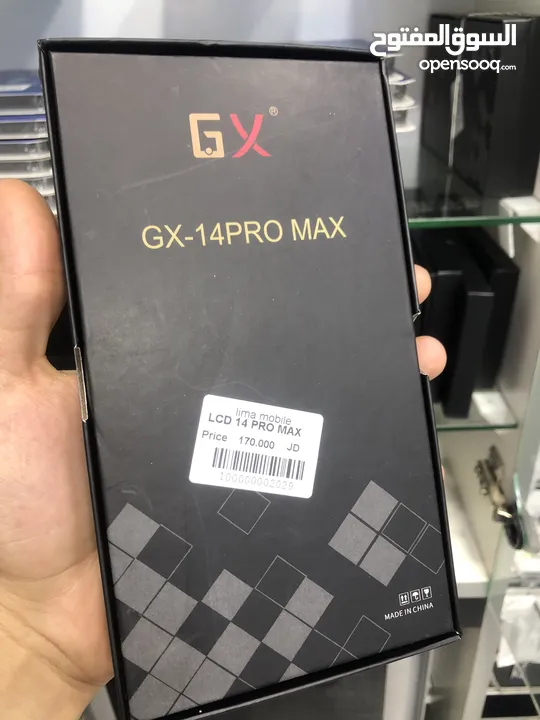 السوق المفتوح
opensooq.com
GX®
GX-14PRO MAX
lima mobile
LCD 14 PRO MAX
Price 170.000 JD
100000002029
MADE IN CHINA